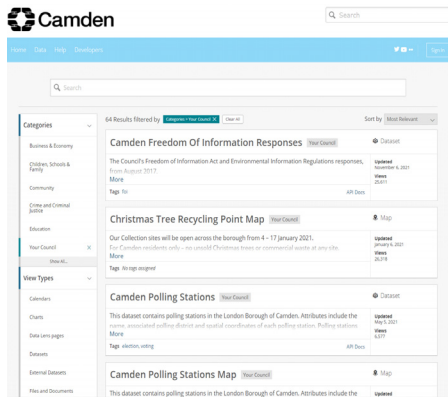 Camden
Search
Home Data Help Developers
Sign In
Search
Categories
Business & Economy
Children, Schools &
Family
Community
Crime and Criminal
Justice
Education
Your Council X
Show All...
View Types
Calendars
Charts
Data Lens pages
Datasets
External Datasets
Files and Documents
64 Results filtered by Categories > Your Council X Clear All
Sort by Most Relevant
Camden Freedom Of Information Responses Your Council
Dataset
The Council's Freedom of Information Act and Environmental Information Regulations responses,
from August 2017.
More
Tags foi
API Docs
Updated
November 6, 2021
Views
Christmas Tree Recycling Point Map Your Council
Map
Our Collection sites will be open across the borough from 4 – 17 January 2021.
For Camden residents only – no unsold Christmas trees or commercial waste at any site.
More
Tags No tags assigned
Updated
January 6, 2021
Views
Camden Polling Stations Your Council
Dataset
This dataset contains polling stations in the London Borough of Camden. Attributes include the
name, associated polling district and spatial coordinates of each polling station. Polling stations
More
Tags election, voting
API Docs
Updated
May 5, 2021
Views
6,577
Camden Polling Stations Map Your Council
Map
This dataset contains polling stations in the London Borough of Camden. Attributes include the
Updated